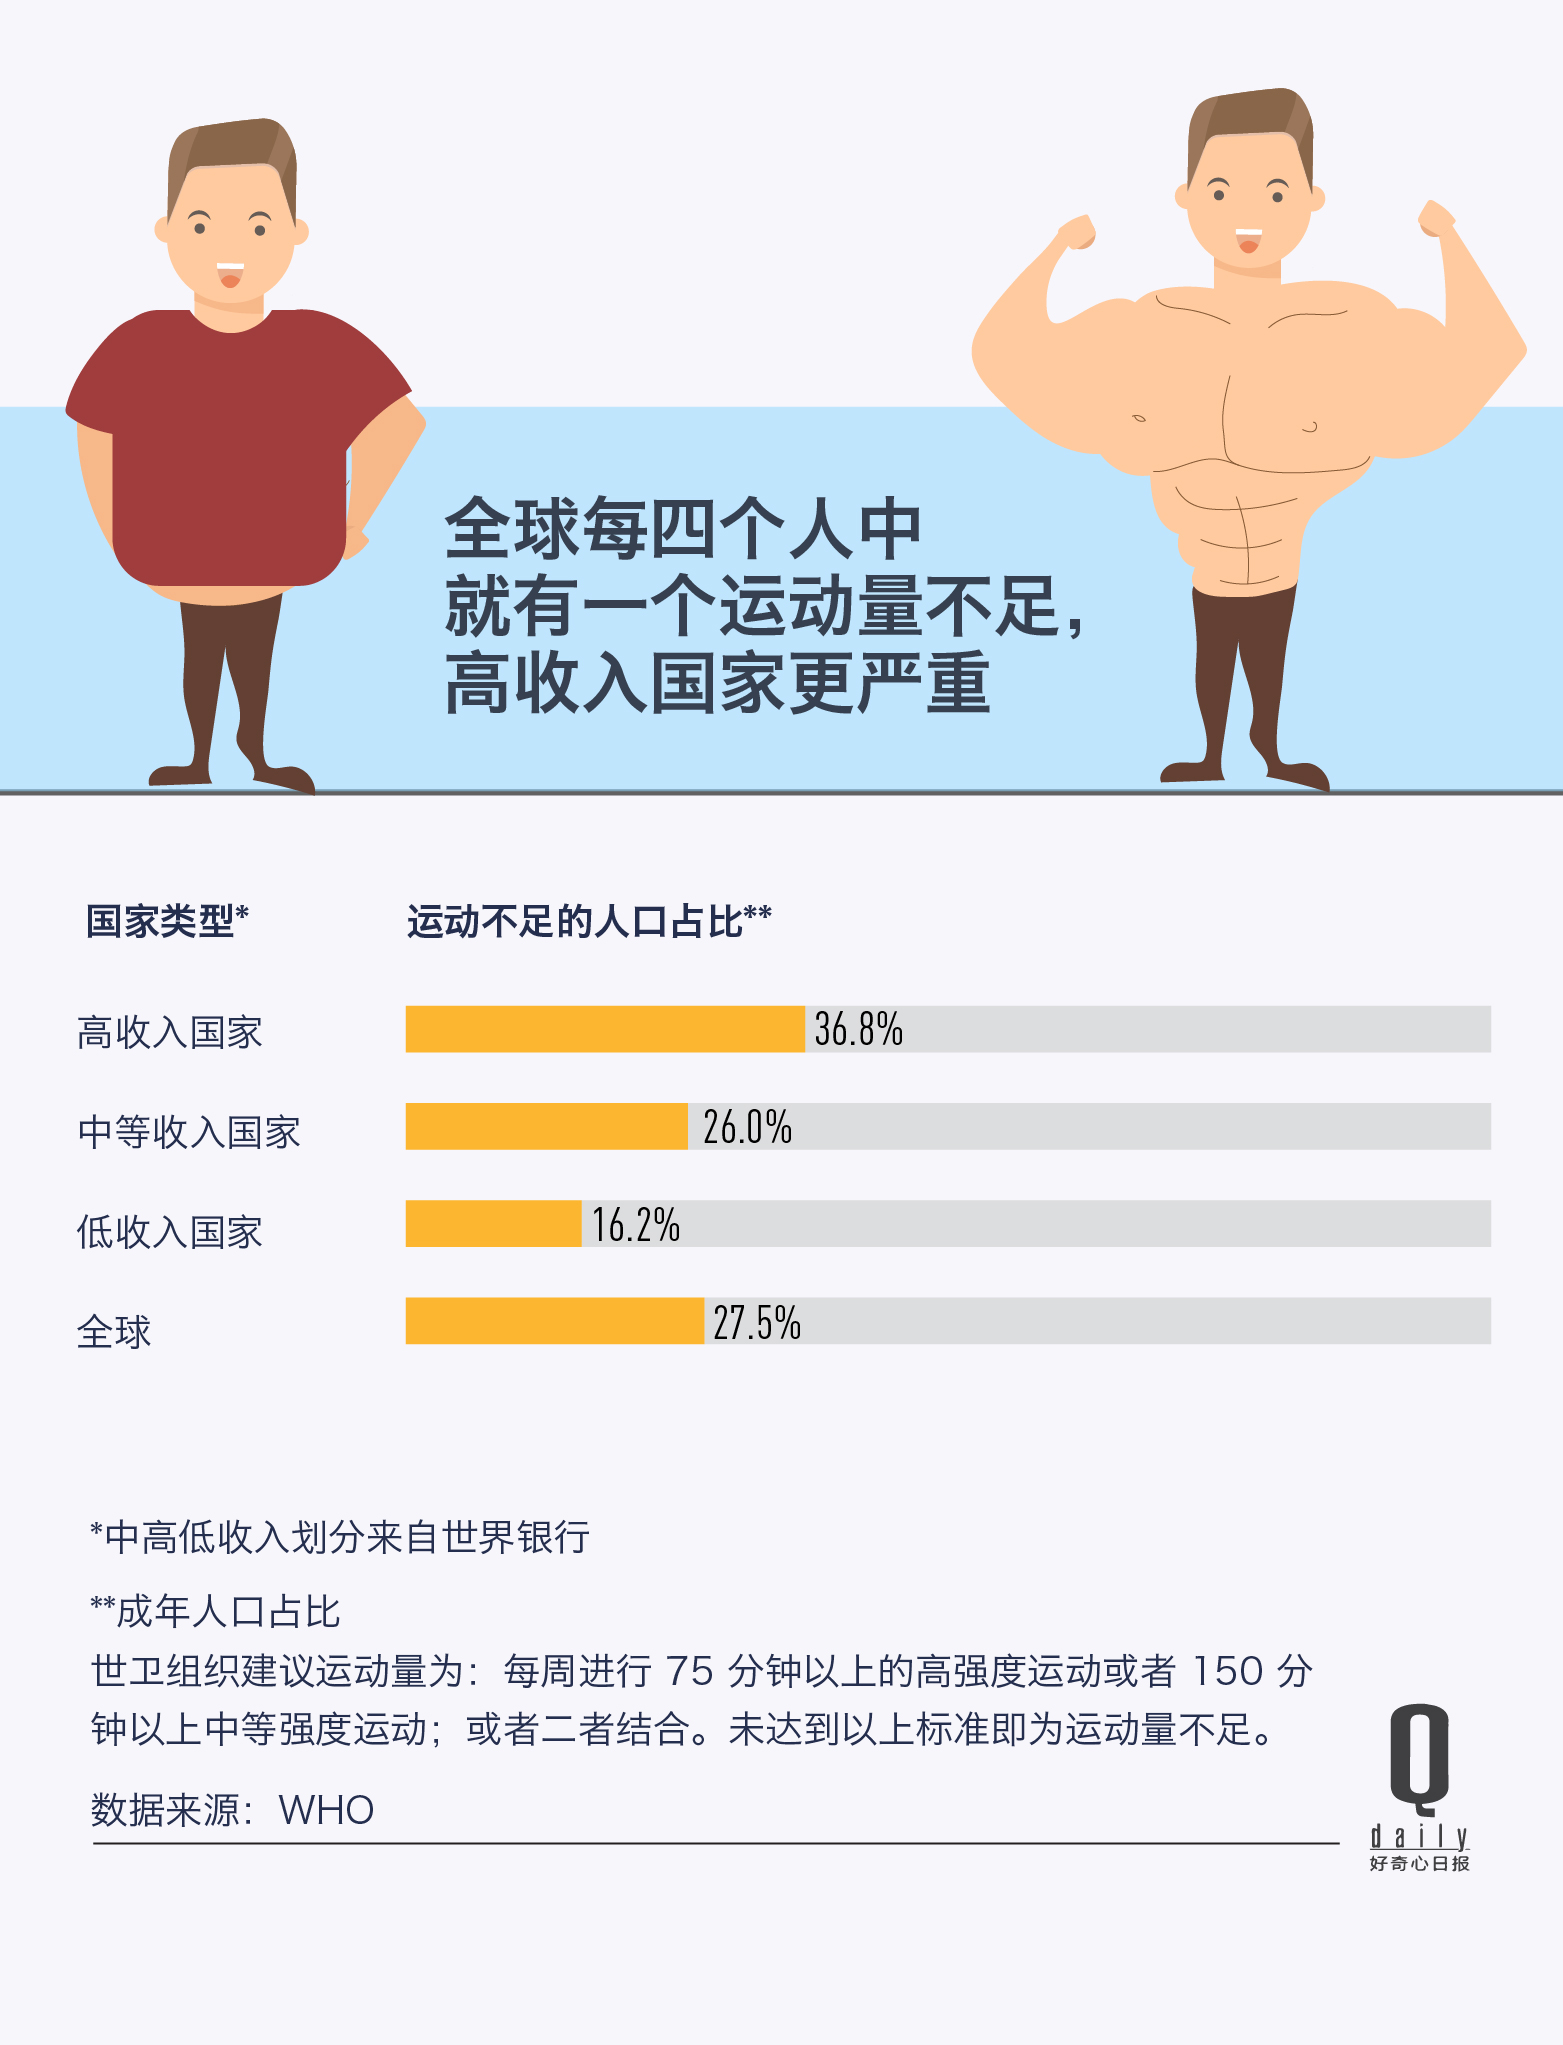 全球每四个人中
就有一个运动量不足，
高收入国家更严重
国家类型* 运动不足的人口占比**
高收入国家 36.8%
中等收入国家 26.0%
低收入国家 16.2%
全球 27.5%
*中高低收入划分来自世界银行
**成年人口占比
世卫组织建议运动量为：每周进行 75 分钟以上的高强度运动或者 150 分
钟以上中等强度运动；或者二者结合。未达到以上标准即为运动量不足。
数据来源：WHO
Q
daily
好奇心日报